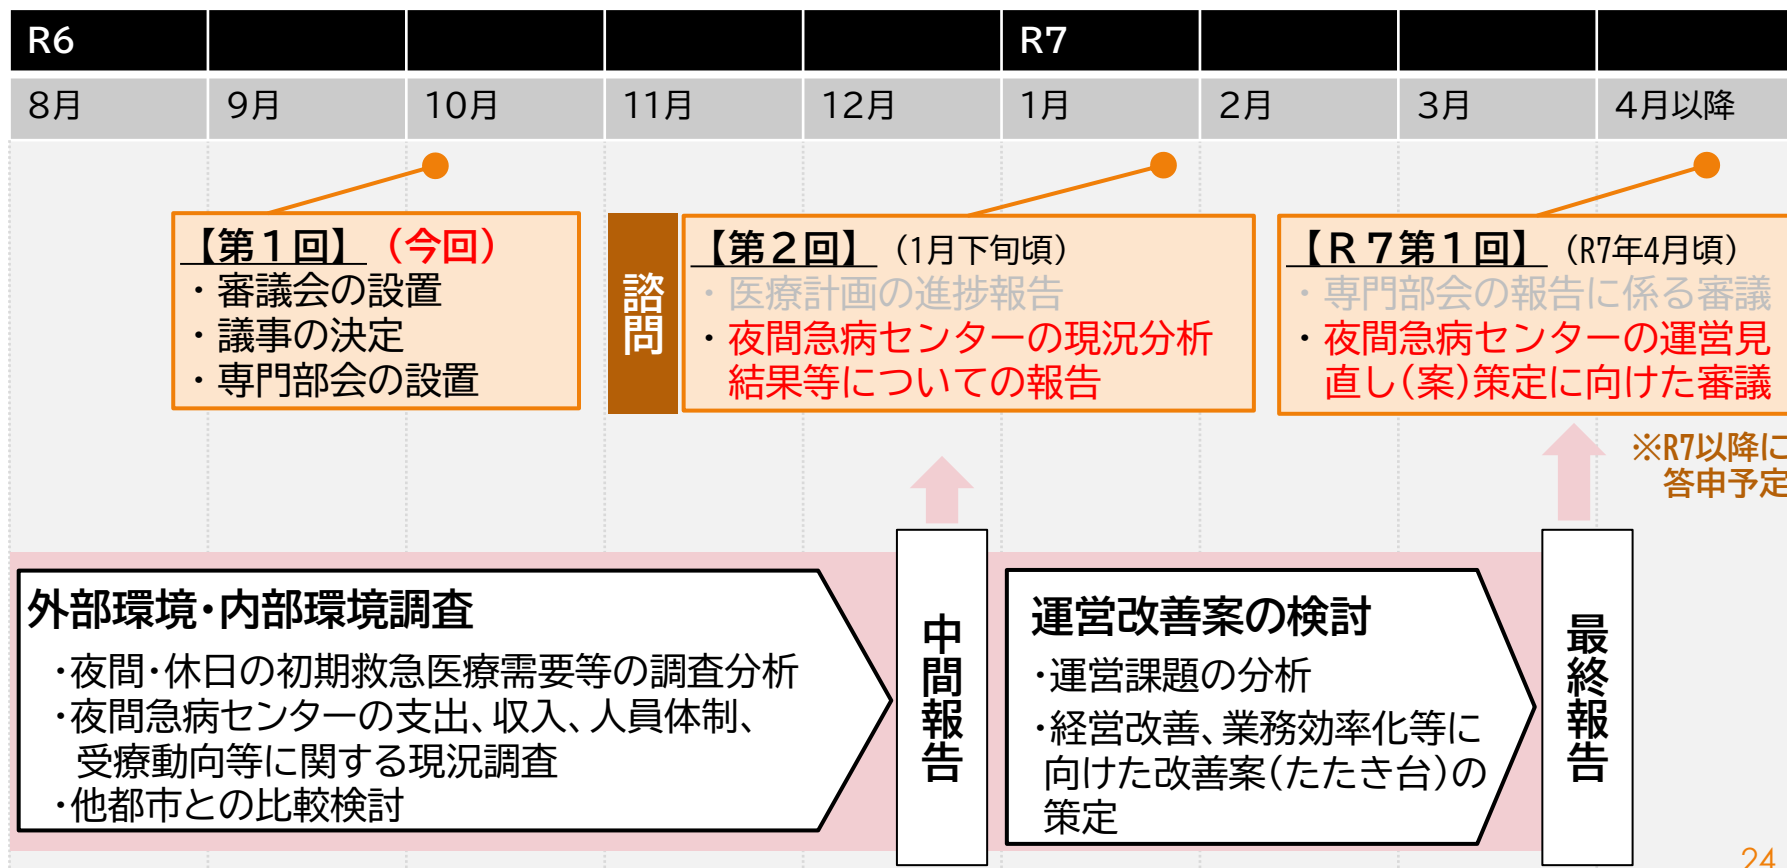 R6 R7
8月 9月 10月 11月 12月 1月 2月 3月 4月以降
【第１回】（今回）
・審議会の設置
・議事の決定
・専門部会の設置
諮問
【第２回】（1月下旬頃）
・医療計画の進捗報告
・夜間急病センターの現況分析
結果等についての報告
【Ｒ７第１回】（R7年4月頃）
・専門部会の報告に係る審議
・夜間急病センターの運営見
直し(案)策定に向けた審議
※R7以降に
答申予定
外部環境・内部環境調査
・夜間・休日の初期救急医療需要等の調査分析
・夜間急病センターの支出、収入、人員体制、
受療動向等に関する現況調査
・他都市との比較検討
中間報告
運営改善案の検討
・運営課題の分析
・経営改善、業務効率化等に
向けた改善案(たたき台)の
策定
最終報告
24